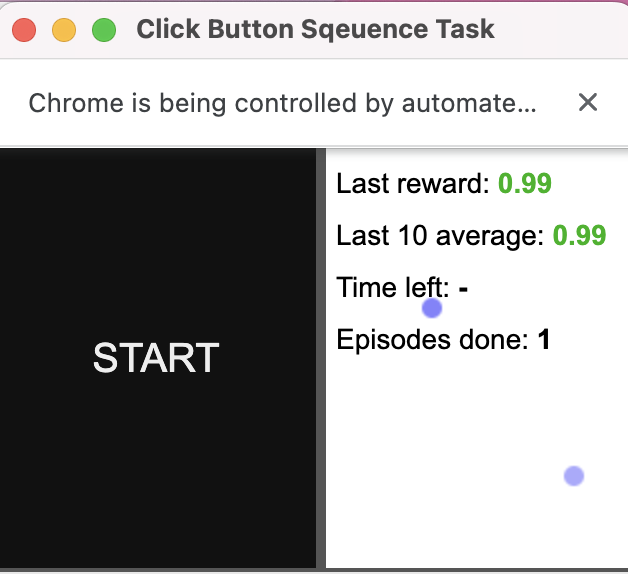 Click Button Sqeuence Task
Chrome is being controlled by automate...
START
Last reward: 0.99
Last 10 average: 0.99
Time left: -
Episodes done: 1